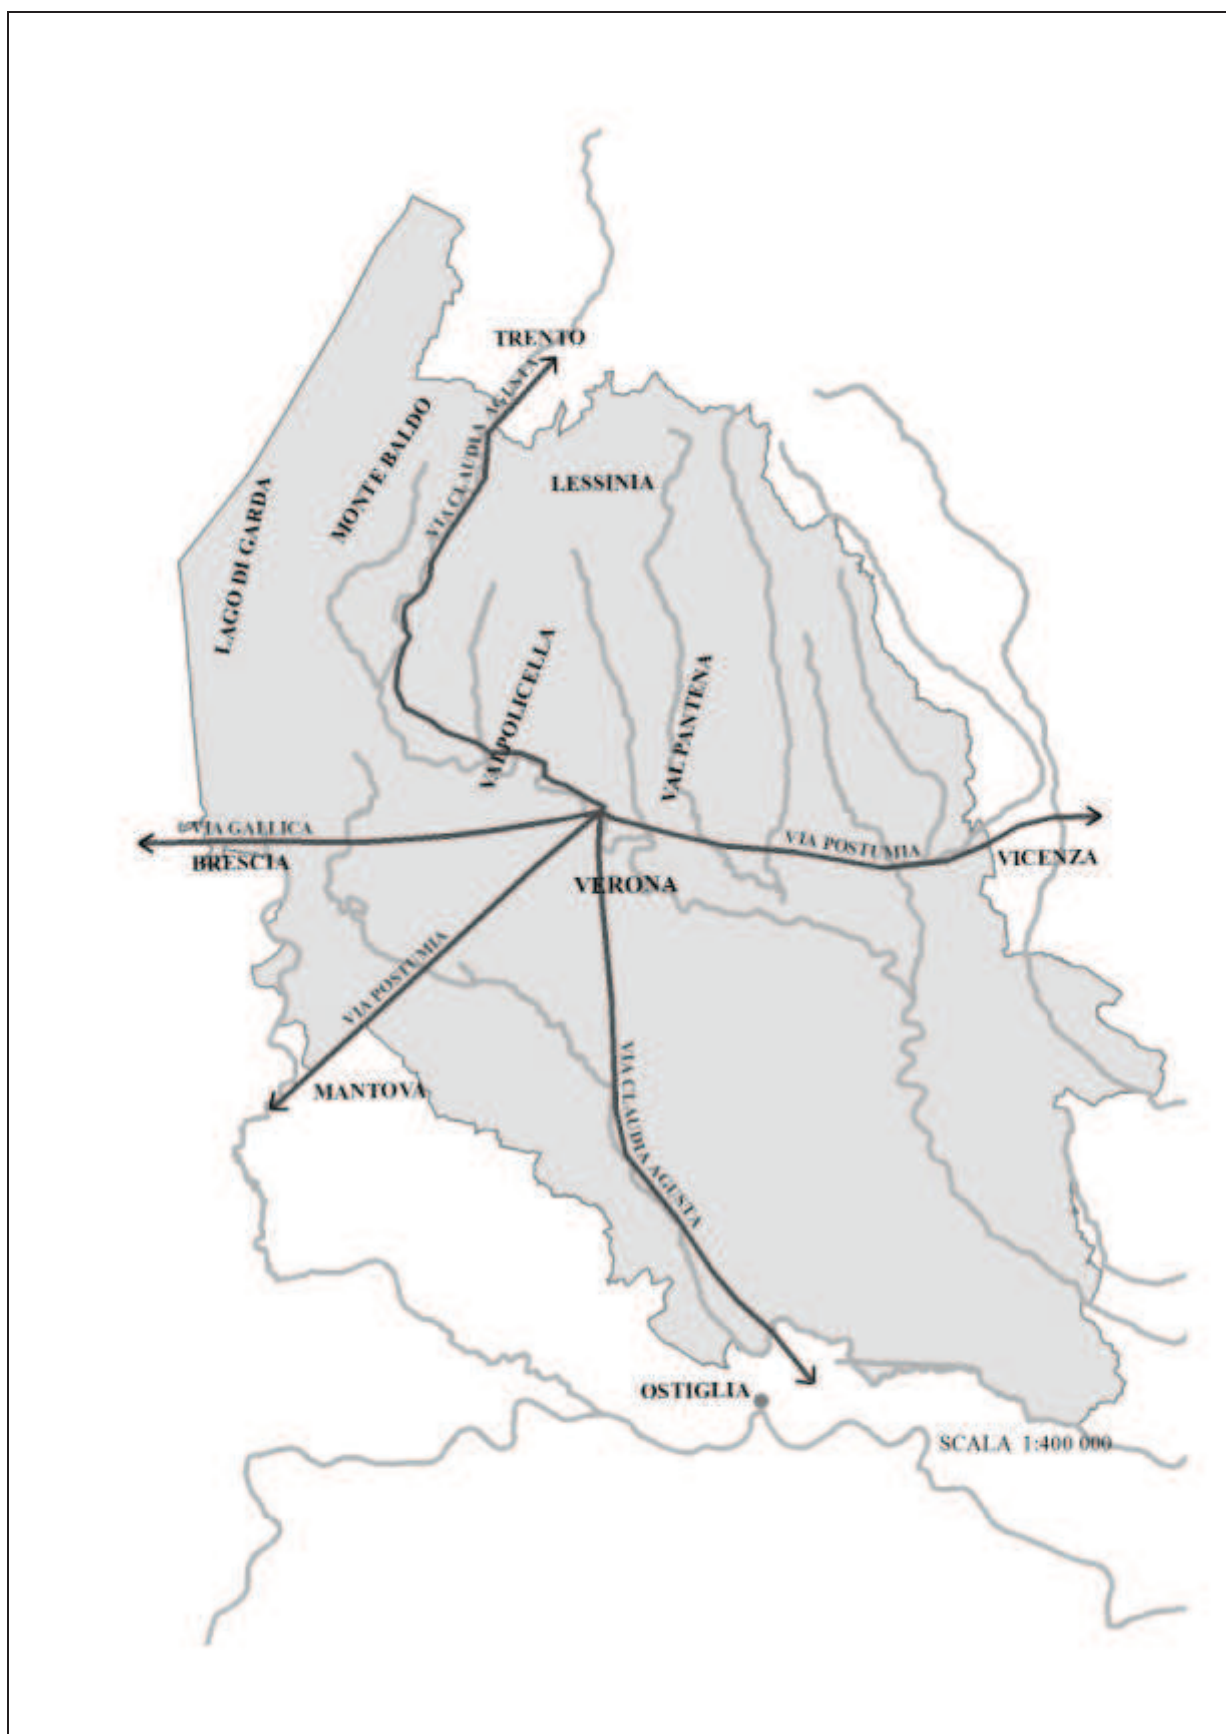 TRENTO
VIA CLAUDIA AGUSTA
MONTE BALDO
LESSINIA
LAGO DI GARDA
VALPOLICELLA
VAL PANTENA
VIA GALLICA
BRESCIA
VIA POSTUMIA
VICENZA
VERONA
VIA POSTUMIA
MANTOVA
VIA CLAUDIA AGUSTA
OSTIGLIA
SCALA 1:400 000